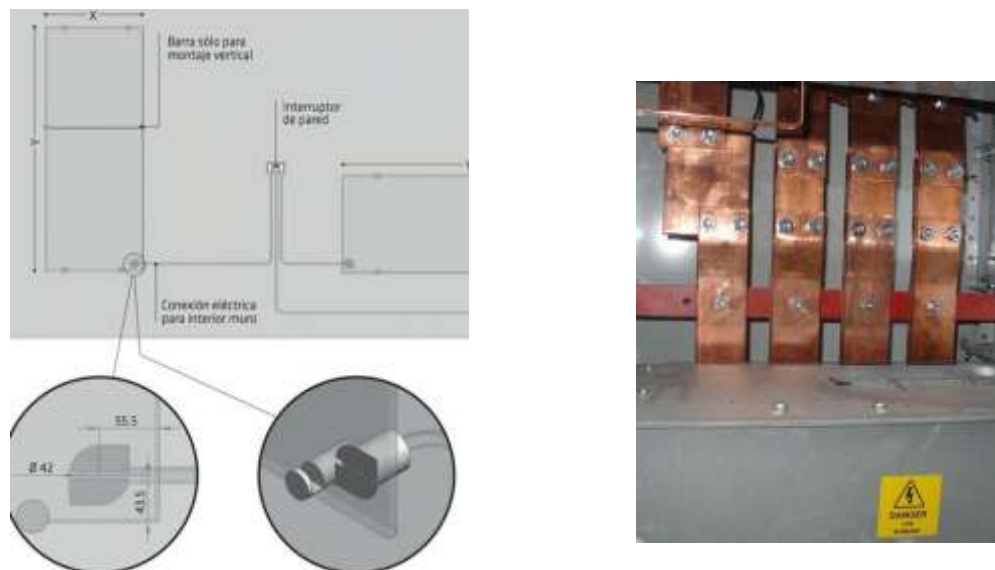 X
Barra sólo para
montaje vertical
Interruptor
de pared
Y
Y
Conexión eléctrica
para interior muro
55,5
Ø 42
43,5
DANGER